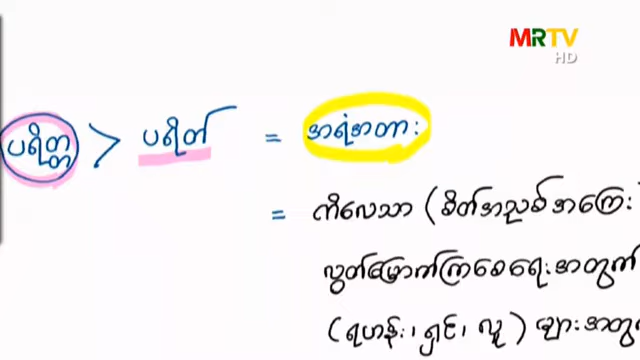 MRTV
HD
ပရိတ္တ > ပရိတ် = အရံအတား
= ကိလေသာ (စိတ်အညစ်အကြေး
လွတ်မြောက်ကြစေရေးအတွက်
(ရဟန်း၊ ရှင်၊ လူ) များအတွက်